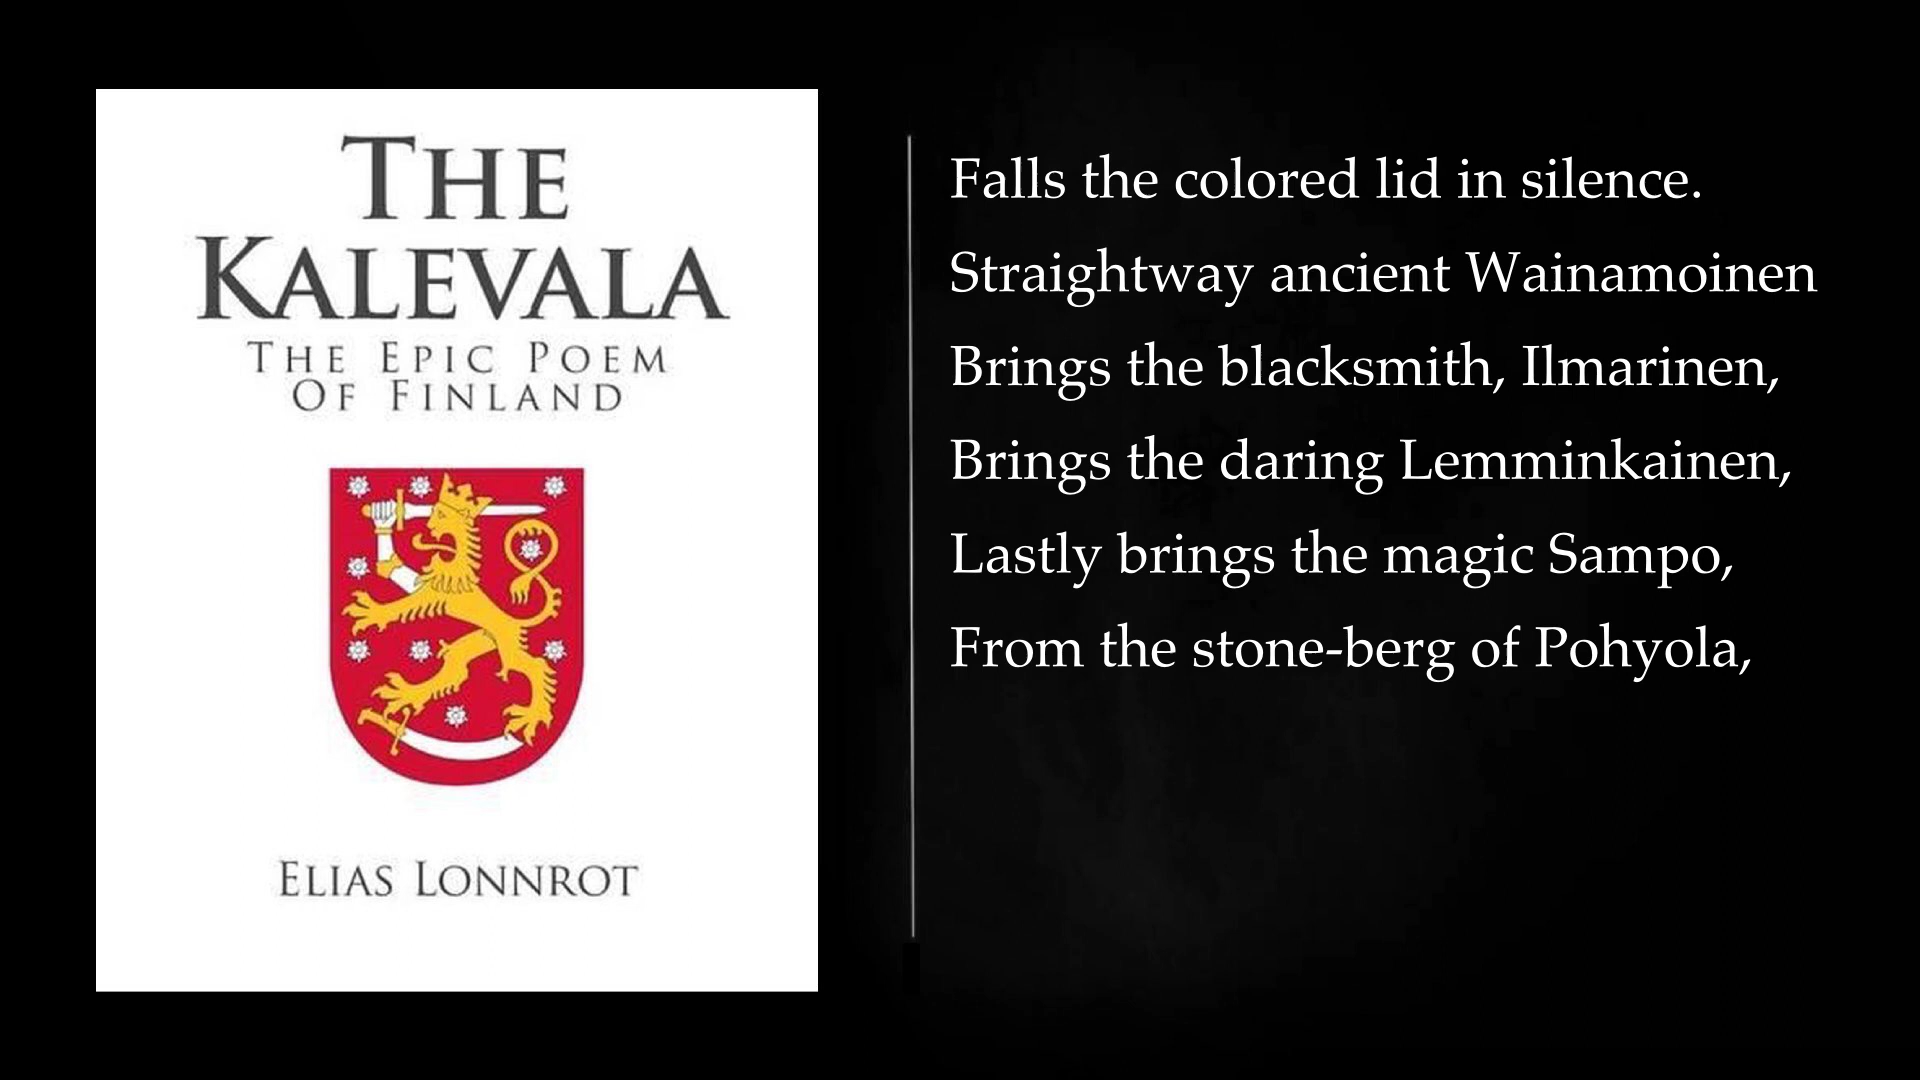 THE
KALEVALA
THE EPIC POEM
OF FINLAND
ELIAS LONNROT
Falls the colored lid in silence.
Straightway ancient Wainamoinen
Brings the blacksmith, Ilmarinen,
Brings the daring Lemminkainen,
Lastly brings the magic Sampo,
From the stone-berg of Pohyola,